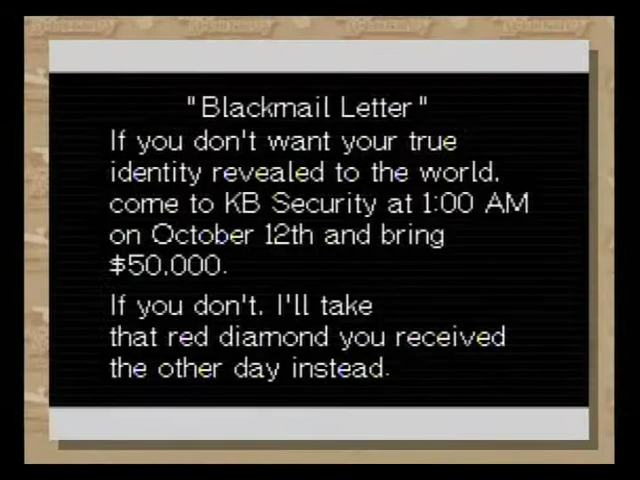 "Blackmail Letter"
If you don't want your true
identity revealed to the world,
come to KB Security at 1:00 AM
on October 12th and bring
$50,000.
If you don't, I'll take
that red diamond you received
the other day instead.